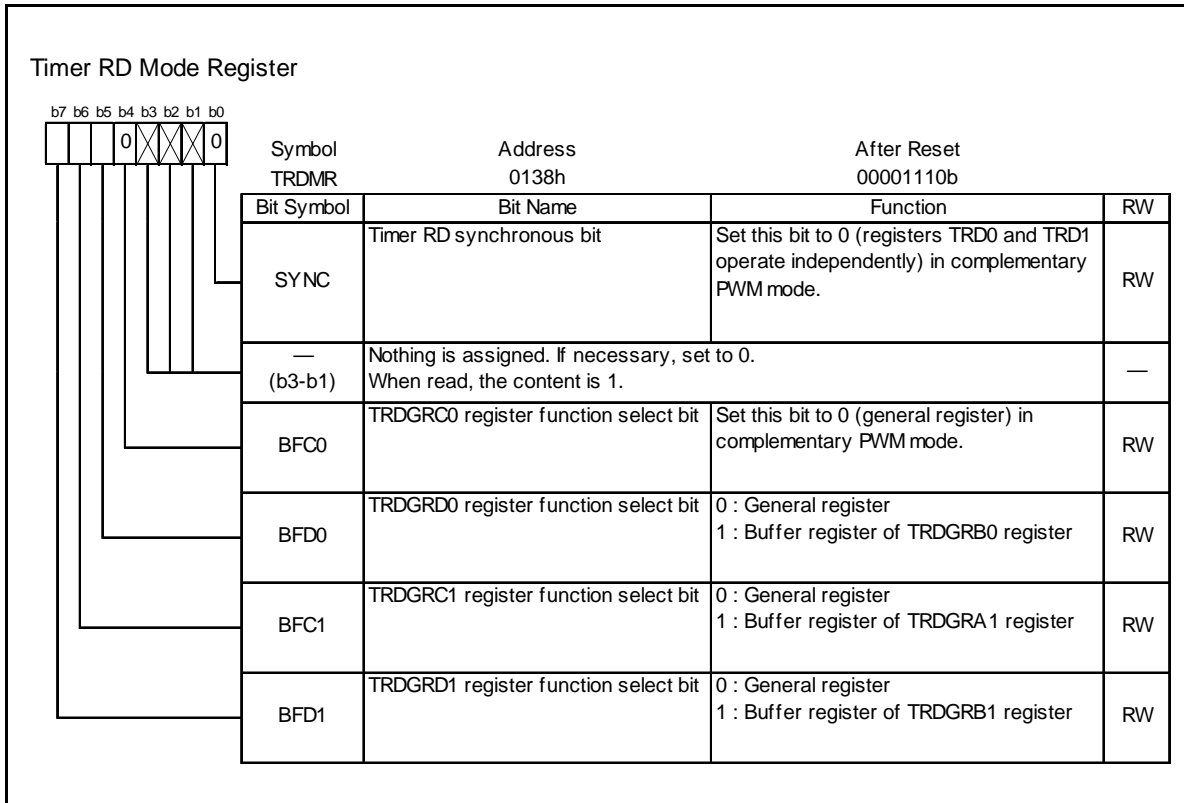 Timer RD Mode Register
b7 b6 b5 b4 b3 b2 b1 b0
0 0
Symbol Address After Reset
TRDMR 0138h 00001110b
Bit Symbol Bit Name Function RW
SYNC
Timer RD synchronous bit
Set this bit to 0 (registers TRD0 and TRD1
operate independently) in complementary
PWM mode.
RW
—
(b3-b1)
Nothing is assigned. If necessary, set to 0.
When read, the content is 1.
—
BFC0
TRDGRC0 register function select bit
Set this bit to 0 (general register) in
complementary PWM mode.
RW
BFD0
TRDGRD0 register function select bit
0 : General register
1 : Buffer register of TRDGRB0 register
RW
BFC1
TRDGRC1 register function select bit
0 : General register
1 : Buffer register of TRDGRA1 register
RW
BFD1
TRDGRD1 register function select bit
0 : General register
1 : Buffer register of TRDGRB1 register
RW